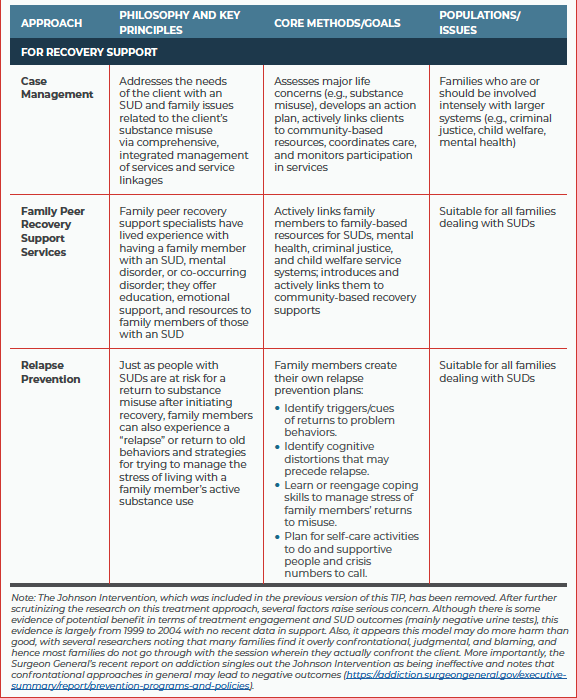 APPROACH
PHILOSOPHY AND KEY
PRINCIPLES
CORE METHODS/GOALS
POPULATIONS/
ISSUES
FOR RECOVERY SUPPORT
Case
Management
Addresses the needs
of the client with an
SUD and family issues
related to the client's
substance misuse
via comprehensive,
integrated management
of services and service
linkages
Assesses major life
concerns (e.g., substance
misuse), develops an action
plan, actively links clients
to community-based
resources, coordinates care,
and monitors participation
in services
Families who are or
should be involved
intensely with larger
systems (e.g., criminal
justice, child welfare,
mental health)
Family Peer
Recovery
Support
Services
Family peer recovery
support specialists have
lived experience with
having a family member
with an SUD, mental
disorder, or co-occurring
disorder; they offer
education, emotional
support, and resources to
family members of those
with an SUD
Actively links family
members to family-based
resources for SUDs, mental
health, criminal justice,
and child welfare service
systems; introduces and
actively links them to
community-based recovery
supports
Suitable for all families
dealing with SUDs
Relapse
Prevention
Just as people with
SUDs are at risk for a
return to substance
misuse after initiating
recovery, family members
can also experience a
"relapse" or return to old
behaviors and strategies
for trying to manage the
stress of living with a
family member's active
substance use
Family members create
their own relapse
prevention plans:
• Identify triggers/cues
of returns to problem
behaviors.
• Identify cognitive
distortions that may
precede relapse.
• Learn or reengage coping
skills to manage stress of
family members' returns
to misuse.
• Plan for self-care activities
to do and supportive
people and crisis
numbers to call.
Suitable for all families
dealing with SUDs
Note: The Johnson Intervention, which was included in the previous version of this TIP, has been removed. After further
scrutinizing the research on this treatment approach, several factors raise serious concern. Although there is some
evidence of potential benefit in terms of treatment engagement and SUD outcomes (mainly negative urine tests), this
evidence is largely from 1999 to 2004 with no recent data in support. Also, it appears this model may do more harm than
good, with several researchers noting that many families find it overly confrontational, judgmental, and blaming, and
hence most families do not go through with the session wherein they actually confront the client. More importantly, the
Surgeon General's recent report on addiction singles out the Johnson Intervention as being ineffective and notes that
confrontational approaches in general may lead to negative outcomes (https://addiction.surgeongeneral.gov/executive-
summary/report/prevention-programs-and-policies).